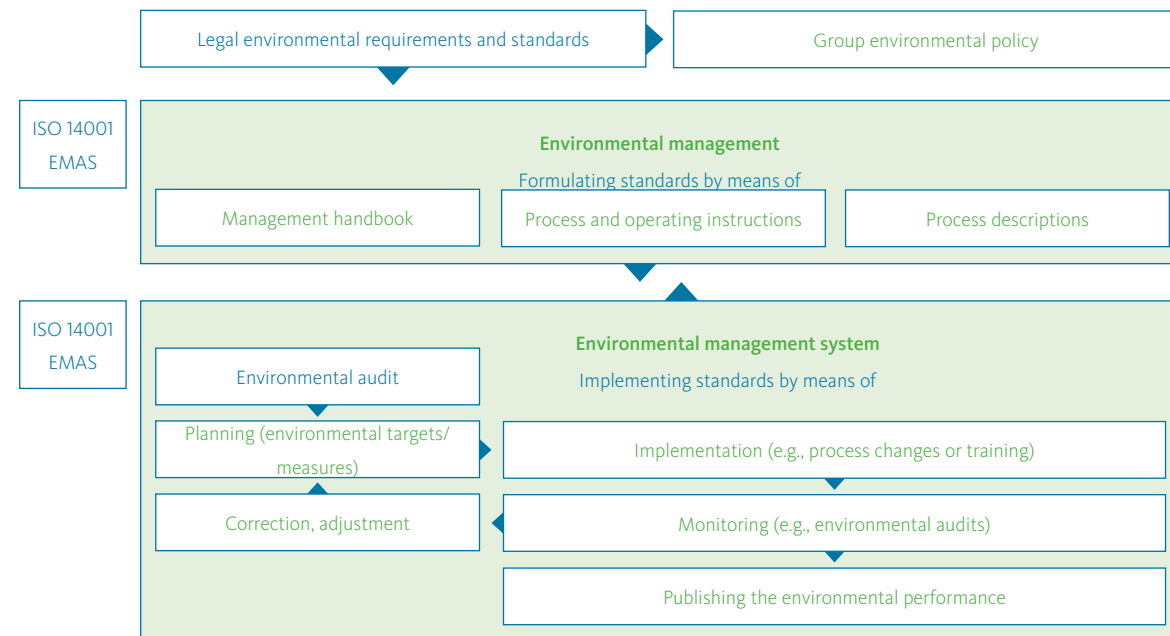 Legal environmental requirements and standards
Group environmental policy
ISO 14001
EMAS
Environmental management
Formulating standards by means of
Management handbook
Process and operating instructions
Process descriptions
ISO 14001
EMAS
Environmental management system
Implementing standards by means of
Environmental audit
Planning (environmental targets/
measures)
Implementation (e.g., process changes or training)
Correction, adjustment
Monitoring (e.g., environmental audits)
Publishing the environmental performance